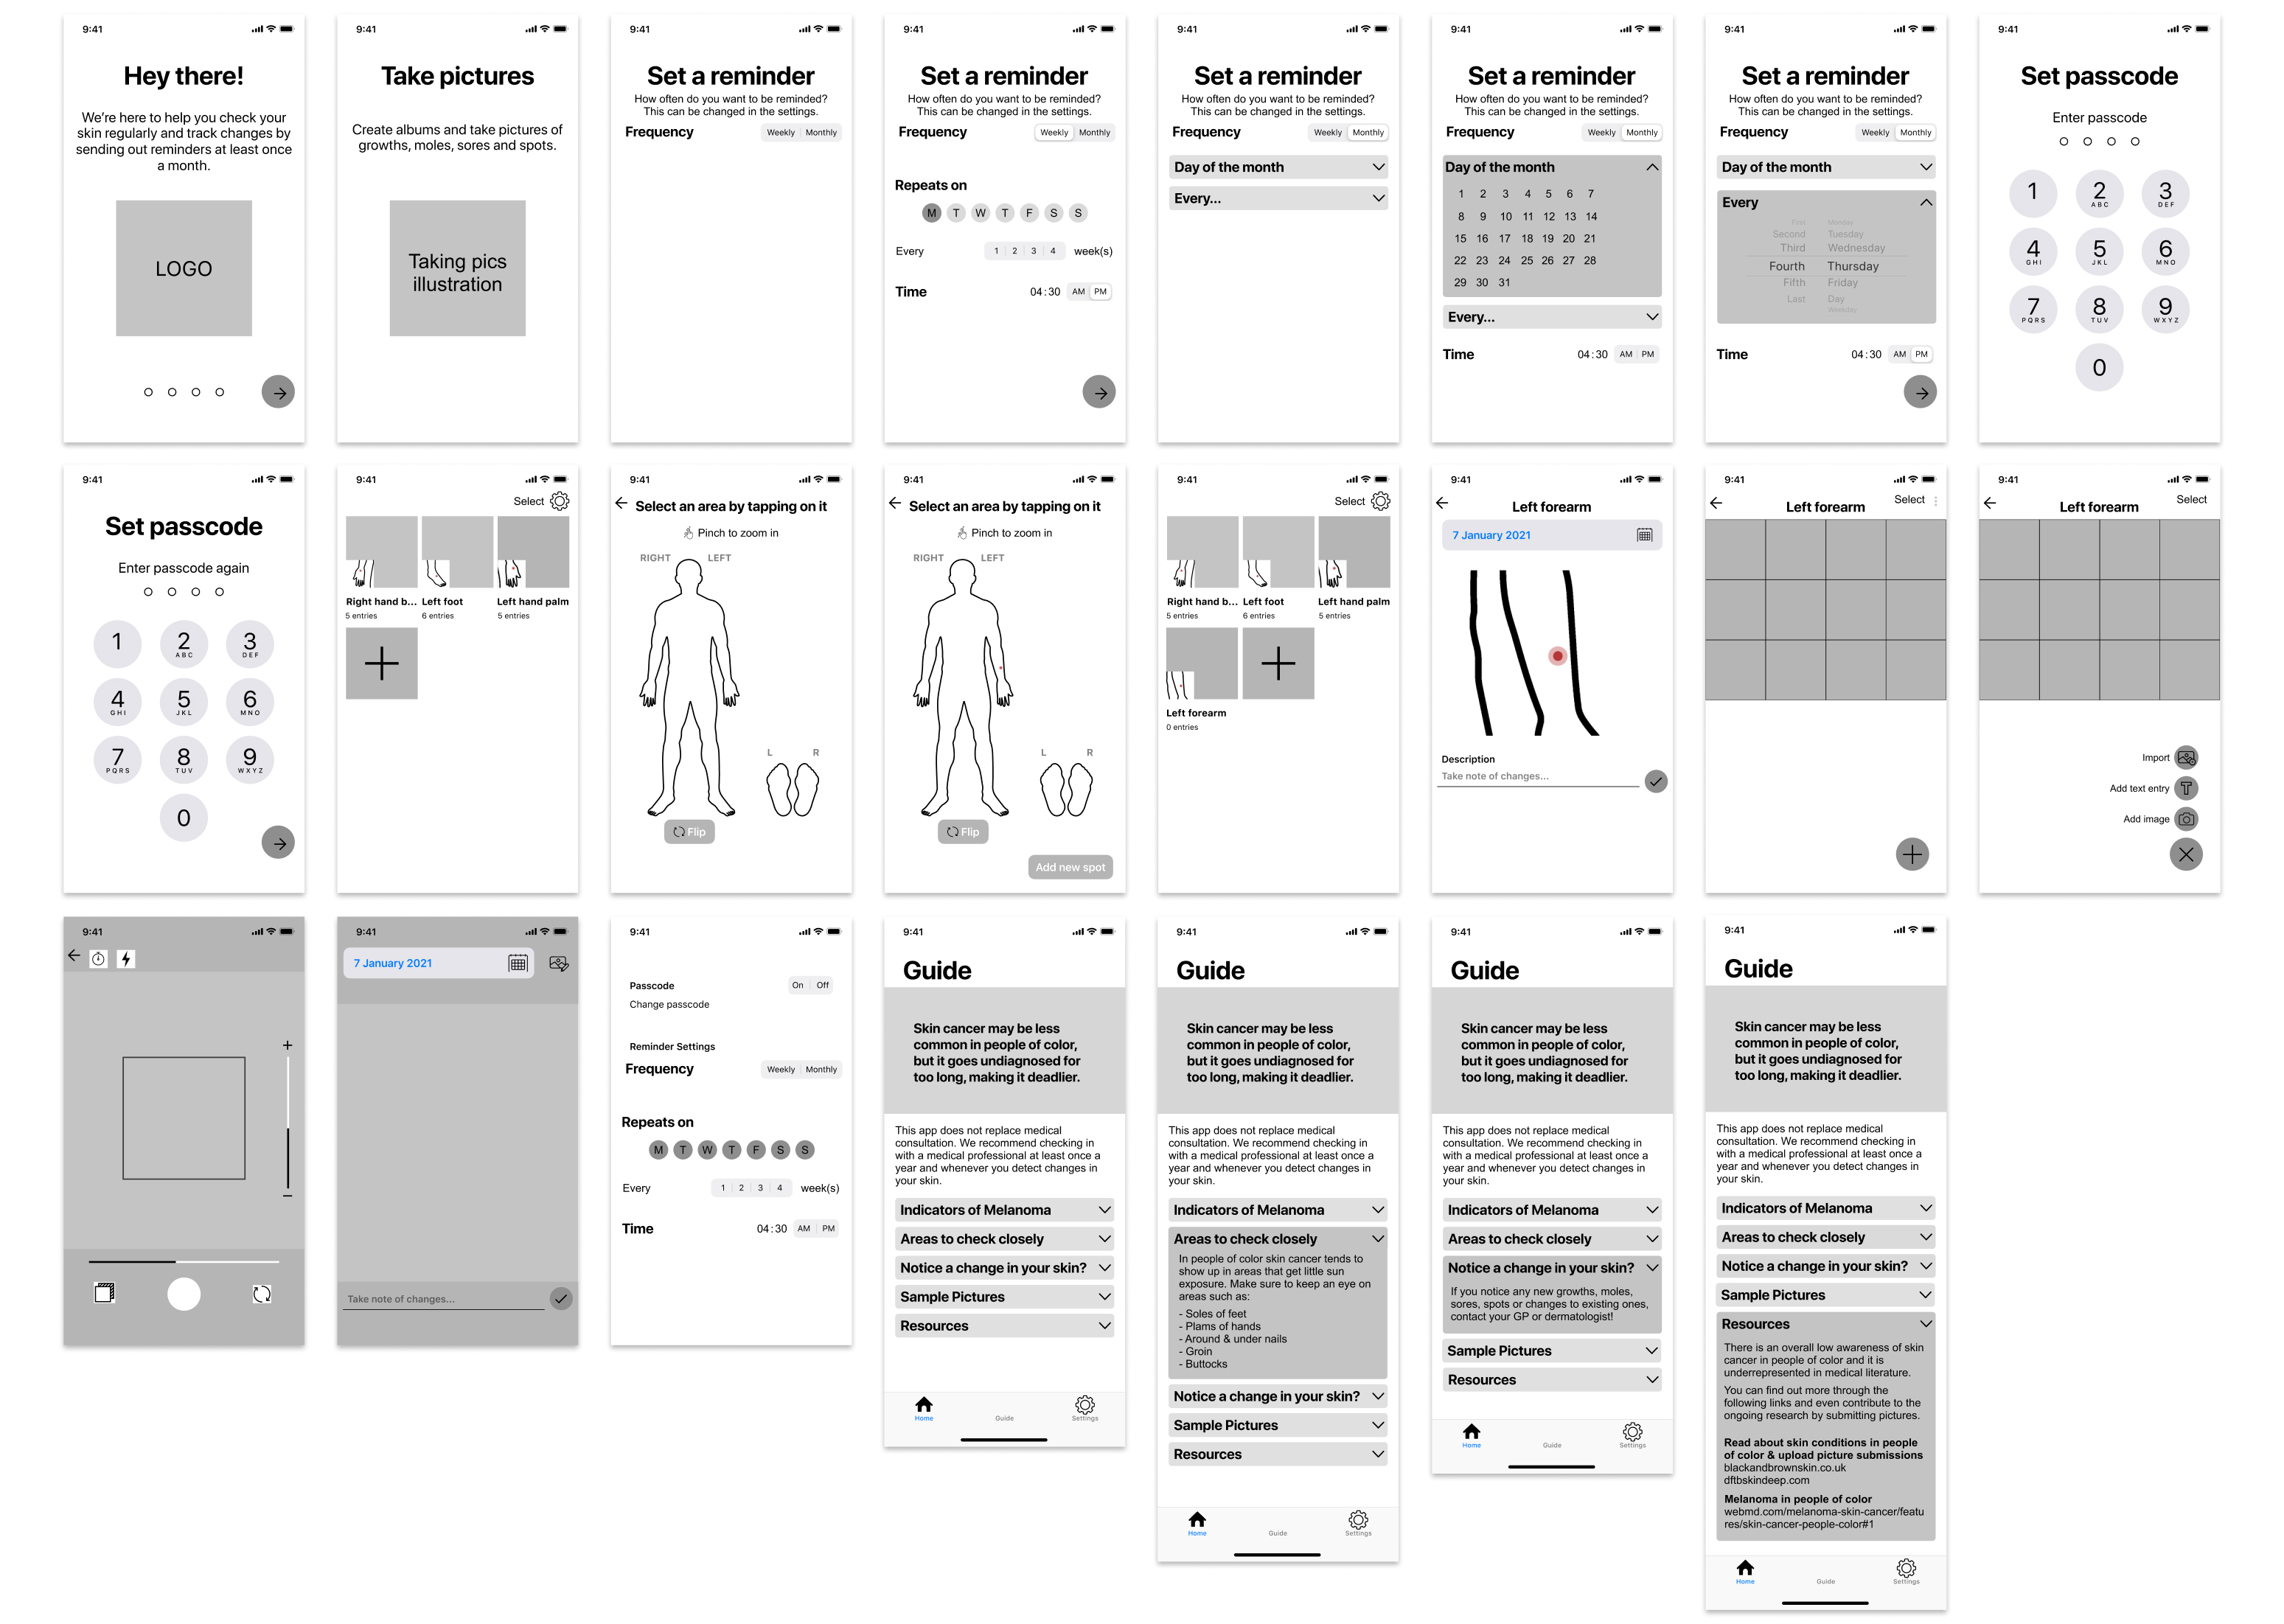 9:41
Hey there!
We're here to help you check your
skin regularly and track changes by
sending out reminders at least once
a month.
LOGO
9:41
Take pictures
Create albums and take pictures of
growths, moles, sores and spots.
Taking pics
illustration
9:41
Set a reminder
How often do you want to be reminded?
This can be changed in the settings.
Frequency Weekly Monthly
9:41
Set a reminder
How often do you want to be reminded?
This can be changed in the settings.
Frequency Weekly Monthly
Repeats on
M T W T F S S
Every 1 2 3 4 week(s)
Time 04:30 AM PM
9:41
Set a reminder
How often do you want to be reminded?
This can be changed in the settings.
Frequency Weekly Monthly
Day of the month
Every...
9:41
Set a reminder
How often do you want to be reminded?
This can be changed in the settings.
Frequency Weekly Monthly
Day of the month
1 2 3 4 5 6 7
8 9 10 11 12 13 14
15 16 17 18 19 20 21
22 23 24 25 26 27 28
29 30 31
Every...
Time 04:30 AM PM
9:41
Set a reminder
How often do you want to be reminded?
This can be changed in the settings.
Frequency Weekly Monthly
Day of the month
Every
First Monday
Second Tuesday
Third Wednesday
Fourth Thursday
Fifth Friday
Last Day
Weekday
Time 04:30 AM PM
9:41
Set passcode
Enter passcode
1 2 3
ABC DEF
4 5 6
GHI JKL MNO
7 8 9
PQRS TUV WXYZ
0
9:41
Set passcode
Enter passcode again
1 2 3
ABC DEF
4 5 6
GHI JKL MNO
7 8 9
PQRS TUV WXYZ
0
9:41
Select
Right hand b... Left foot Left hand palm
5 entries 6 entries 5 entries
9:41
Select an area by tapping on it
Pinch to zoom in
RIGHT LEFT
L R
Flip
9:41
Select an area by tapping on it
Pinch to zoom in
RIGHT LEFT
L R
Flip
Add new spot
9:41
Select
Right hand b... Left foot Left hand palm
5 entries 6 entries 5 entries
Left forearm
0 entries
9:41
Left forearm
7 January 2021
Description
Take note of changes...
9:41
Select
Left forearm
9:41
Select
Left forearm
Import
Add text entry
T
Add image
9:41
9:41
7 January 2021
Take note of changes...
9:41
Passcode On Off
Change passcode
Reminder Settings
Frequency Weekly Monthly
Repeats on
M T W T F S S
Every 1 2 3 4 week(s)
Time 04:30 AM PM
9:41
Guide
Skin cancer may be less
common in people of color,
but it goes undiagnosed for
too long, making it deadlier.
This app does not replace medical
consultation. We recommend checking in
with a medical professional at least once a
year and whenever you detect changes in
your skin.
Indicators of Melanoma
Areas to check closely
Notice a change in your skin?
Sample Pictures
Resources
Home Guide Settings
9:41
Guide
Skin cancer may be less
common in people of color,
but it goes undiagnosed for
too long, making it deadlier.
This app does not replace medical
consultation. We recommend checking in
with a medical professional at least once a
year and whenever you detect changes in
your skin.
Indicators of Melanoma
Areas to check closely
In people of color skin cancer tends to
show up in areas that get little sun
exposure. Make sure to keep an eye on
areas such as:
- Soles of feet
- Plams of hands
- Around & under nails
- Groin
- Buttocks
Notice a change in your skin?
Sample Pictures
Resources
Home Guide Settings
9:41
Guide
Skin cancer may be less
common in people of color,
but it goes undiagnosed for
too long, making it deadlier.
This app does not replace medical
consultation. We recommend checking in
with a medical professional at least once a
year and whenever you detect changes in
your skin.
Indicators of Melanoma
Areas to check closely
Notice a change in your skin?
If you notice any new growths, moles,
sores, spots or changes to existing ones,
contact your GP or dermatologist!
Sample Pictures
Resources
Home Guide Settings
9:41
Guide
Skin cancer may be less
common in people of color,
but it goes undiagnosed for
too long, making it deadlier.
This app does not replace medical
consultation. We recommend checking in
with a medical professional at least once a
year and whenever you detect changes in
your skin.
Indicators of Melanoma
Areas to check closely
Notice a change in your skin?
Sample Pictures
Resources
There is an overall low awareness of skin
cancer in people of color and it is
underrepresented in medical literature.
You can find out more through the
following links and even contribute to the
ongoing research by submitting pictures.
Read about skin conditions in people
of color & upload picture submissions
blackandbrownskin.co.uk
dftbskindeep.com
Melanoma in people of color
webmd.com/melanoma-skin-cancer/featu
res/skin-cancer-people-color#1
Home Guide Settings